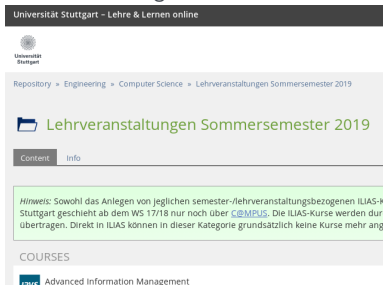 Universität Stuttgart – Lehre & Lernen online
Universität
Stuttgart
Repository » Engineering » Computer Science » Lehrveranstaltungen Sommersemester 2019
Lehrveranstaltungen Sommersemester 2019
Content Info
Hinweis: Sowohl das Anlegen von jeglichen semester-/lehrveranstaltungsbezogenen ILIAS-K
Stuttgart geschieht ab dem WS 17/18 nur noch über C@MPUS. Die ILIAS-Kurse werden dur
übertragen. Direkt in ILIAS können in dieser Kategorie grundsätzlich keine Kurse mehr ang
COURSES
Advanced Information Management